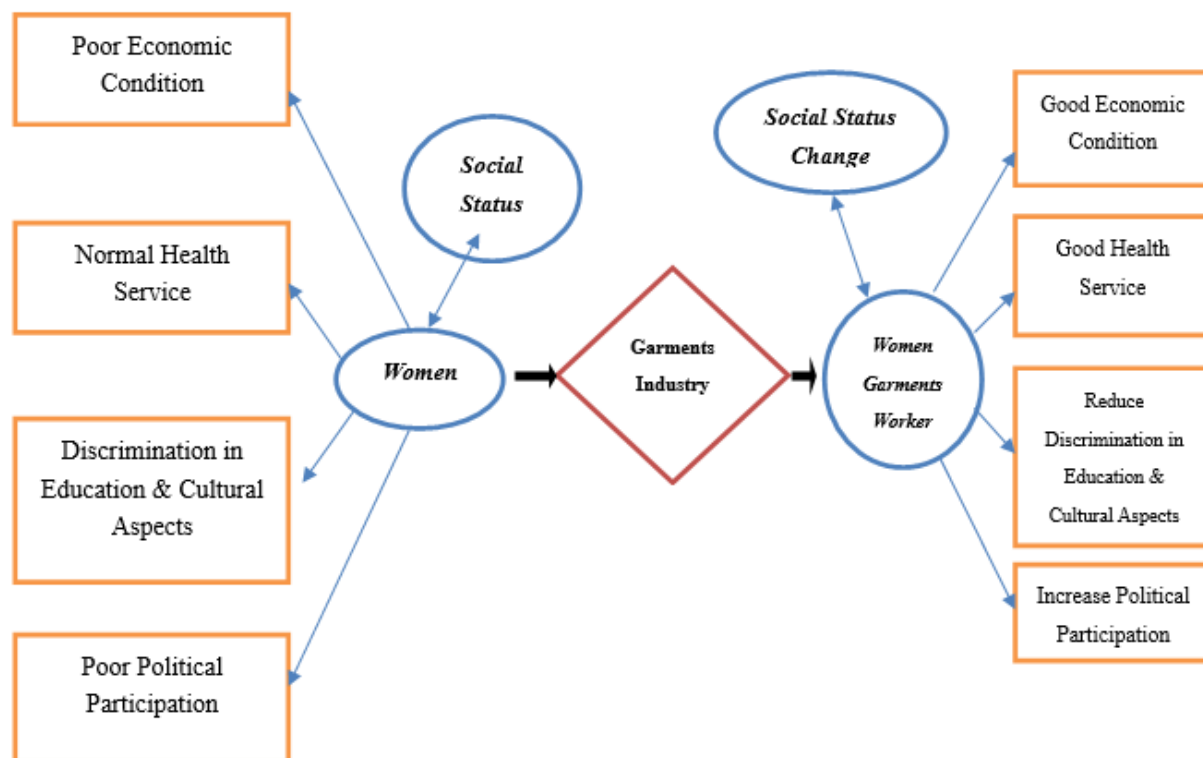 Poor Economic
Condition
Social
Status
Normal Health
Service
Women
Discrimination in
Education & Cultural
Aspects
Poor Political
Participation
Garments
Industry
Social Status
Change
Women
Garments
Worker
Good Economic
Condition
Good Health
Service
Reduce
Discrimination in
Education &
Cultural Aspects
Increase Political
Participation